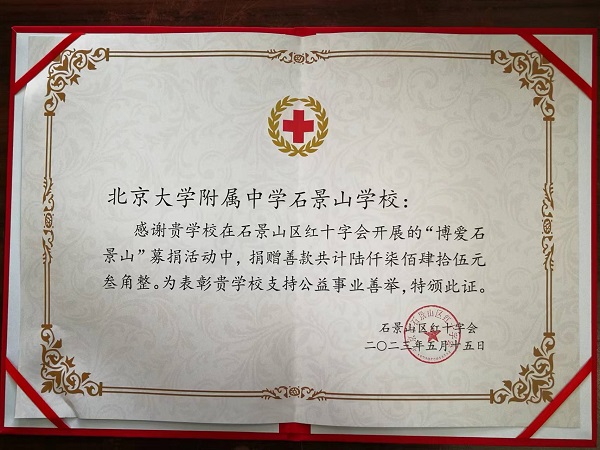 北京大学附属中学石景山学校：
感谢贵学校在石景山区红十字会开展的“博爱石
景山”募捐活动中，捐赠善款共计陆仟柒佰肆拾伍元
叁角整。为表彰贵学校支持公益事业善举，特颁此证。
石景山区红十字会
二〇二三年五月十五日